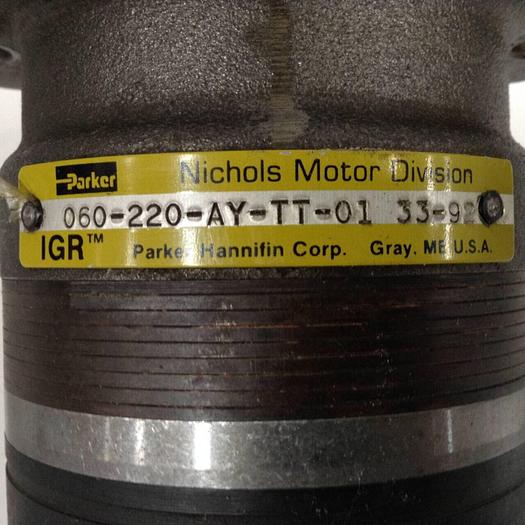 Parker Nichols Motor Division
060-220-AY-TT-01 33-92
IGR™ Parker Hannifin Corp. Gray, ME U.S.A.